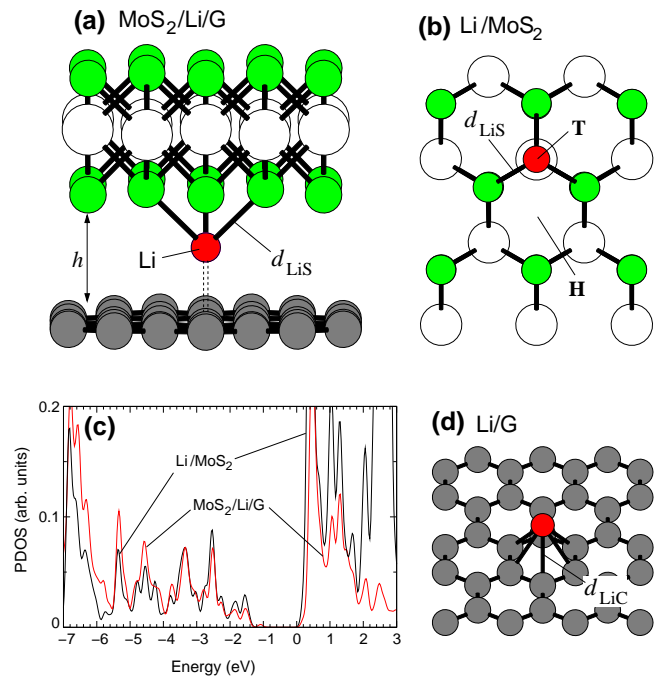 (a) MoS2/Li/G
h
Li
dLiS
(b) Li/MoS2
dLiS
T
H
(c)
Li/MoS2
MoS2/Li/G
PDOS (arb. units)
0.2
0.1
0
−7 −6 −5 −4 −3 −2 −1 0 1 2 3
Energy (eV)
(d) Li/G
dLiC